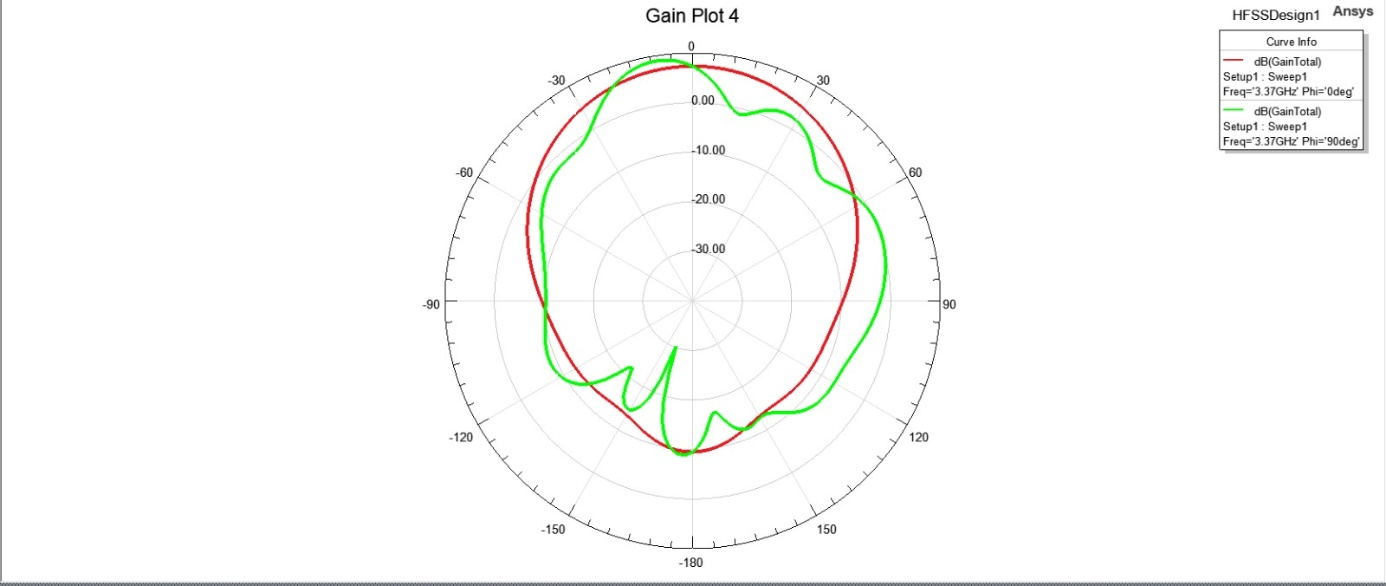 Gain Plot 4
HFSSDesign1
Ansys
Curve Info
dB(GainTotal)
Setup1 : Sweep1
Freq='3.37GHz' Phi='0deg'
dB(GainTotal)
Setup1 : Sweep1
Freq='3.37GHz' Phi='90deg'
0
-30
30
0.00
-10.00
-60
60
-20.00
-30.00
-90
90
-120
120
-150
150
-180